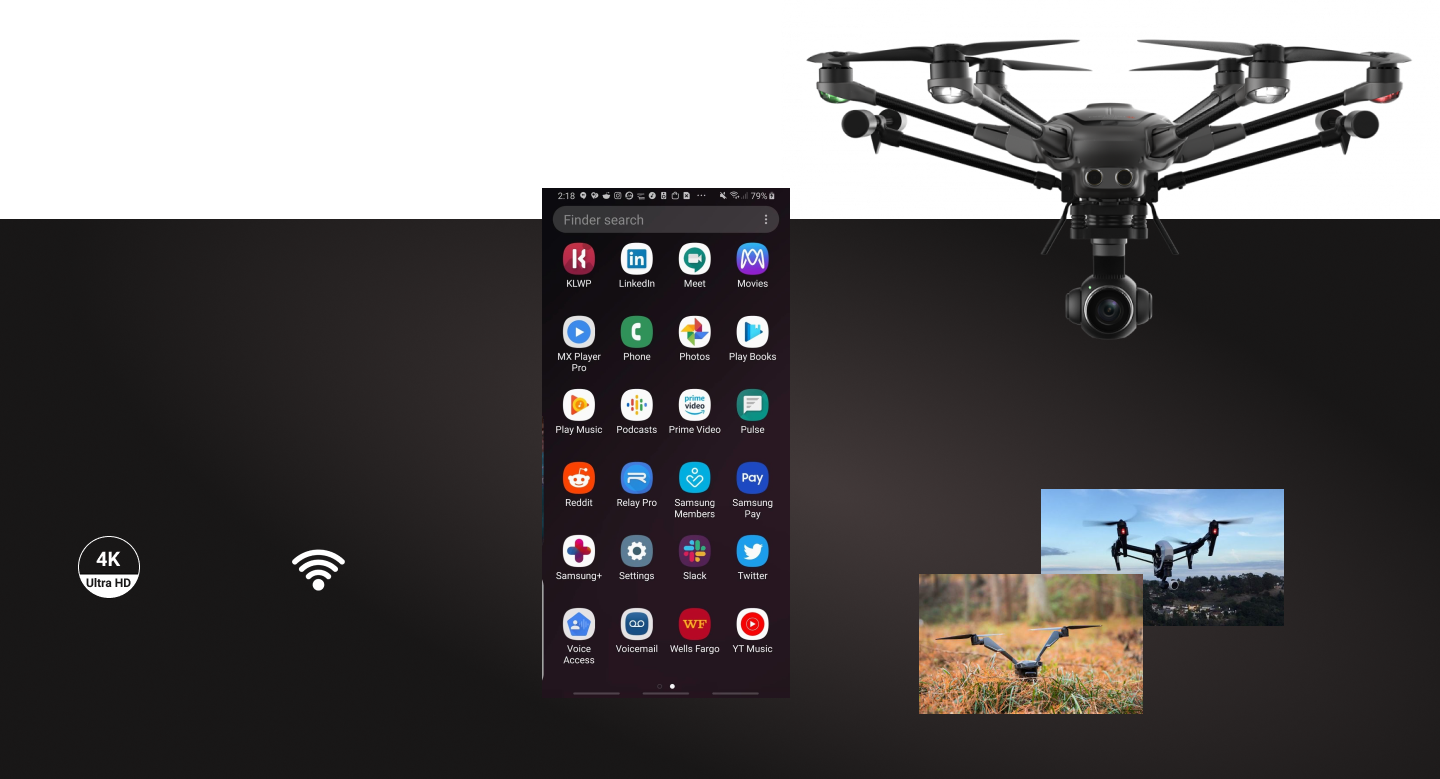 2:18
79%
Finder search
KLWP LinkedIn Meet Movies
MX Player Phone Photos Play Books
Pro
prime
video
Play Music Podcasts Prime Video Pulse
Pay
Reddit Relay Pro Samsung Samsung
Members Pay
4K
Ultra HD
Samsung+ Settings Slack Twitter
WF
Voice Voicemail Wells Fargo YT Music
Access